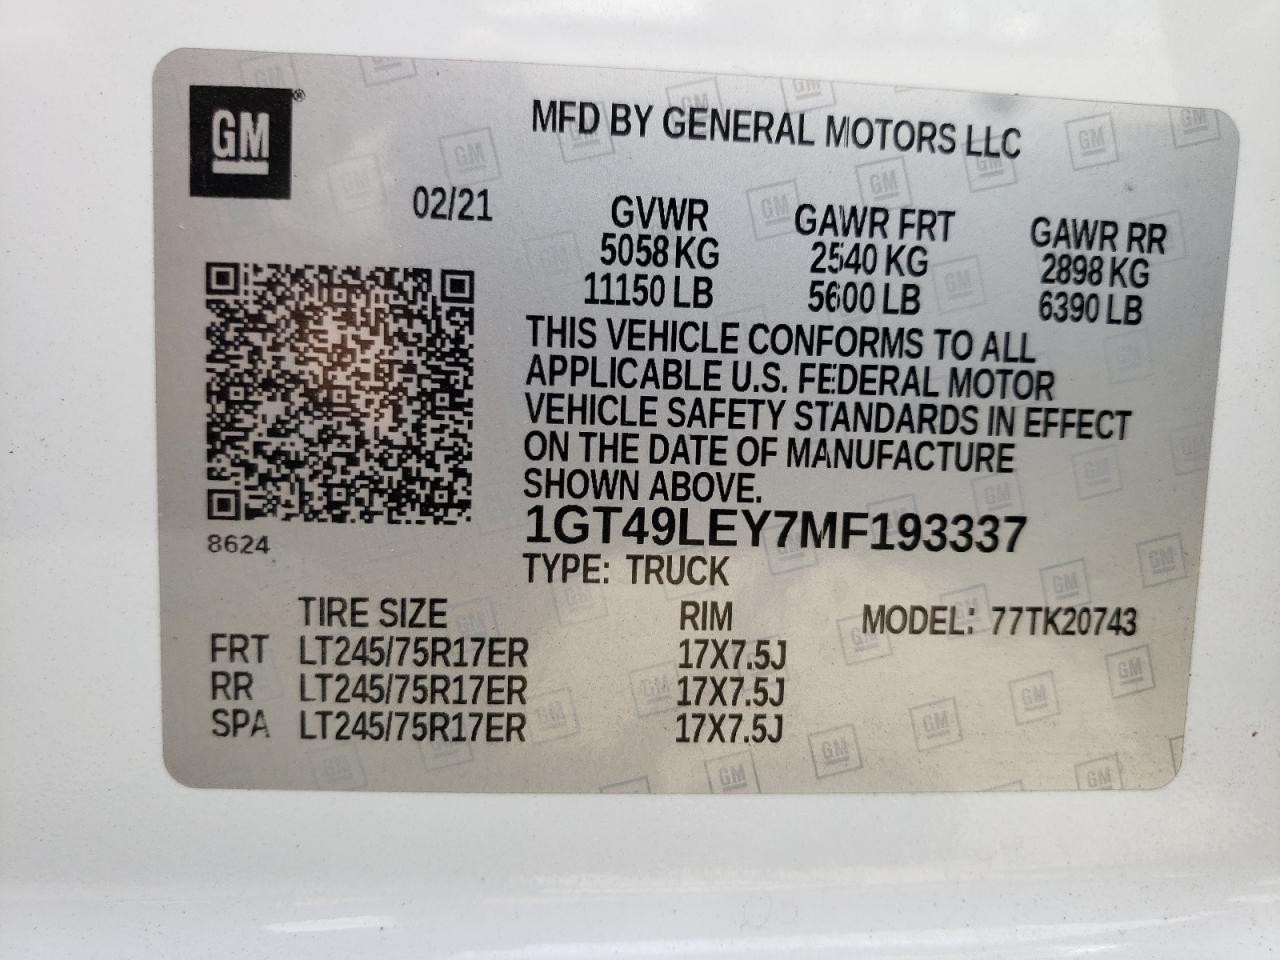 GM®
MFD BY GENERAL MOTORS LLC
02/21
GVWR GAWR FRT GAWR RR
5058 KG 2540 KG 2898 KG
11150 LB 5600 LB 6390 LB
THIS VEHICLE CONFORMS TO ALL
APPLICABLE U.S. FEDERAL MOTOR
VEHICLE SAFETY STANDARDS IN EFFECT
ON THE DATE OF MANUFACTURE
SHOWN ABOVE.
8624
1GT49LEY7MF193337
TYPE: TRUCK
TIRE SIZE RIM MODEL: 77TK20743
FRT LT245/75R17ER 17X7.5J
RR LT245/75R17ER 17X7.5J
SPA LT245/75R17ER 17X7.5J